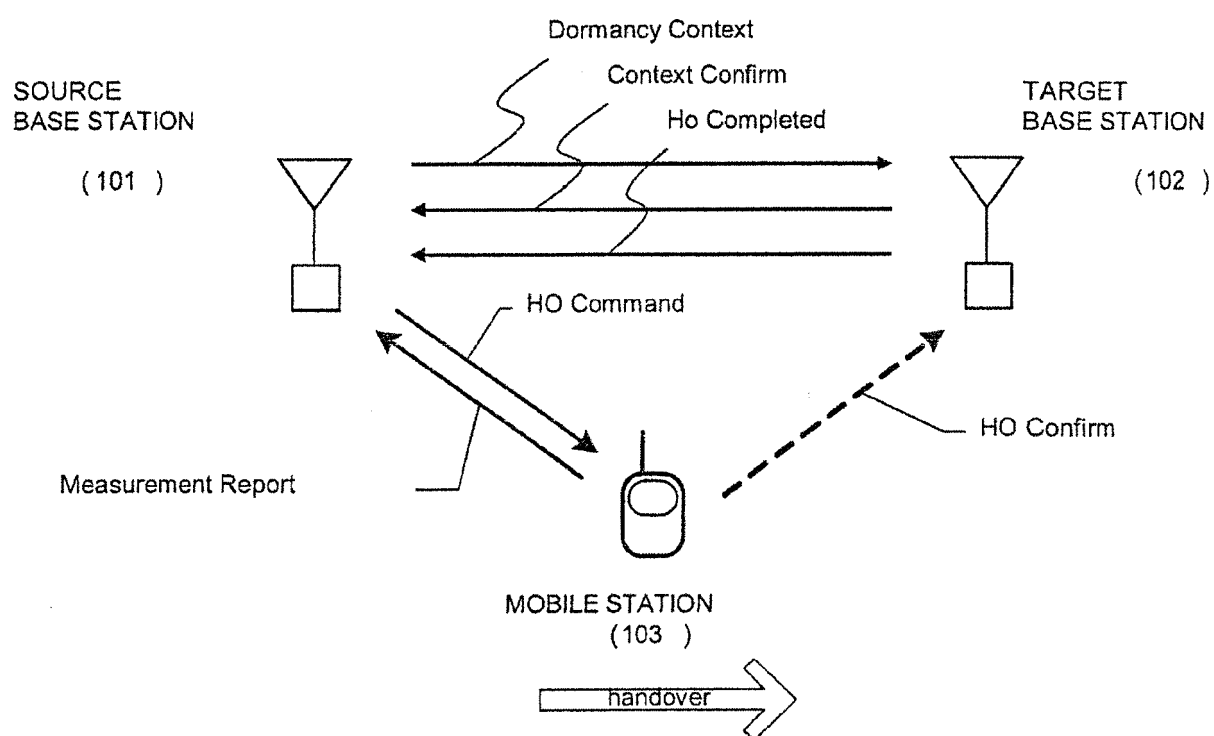 Dormancy Context
Context Confirm
Ho Completed
SOURCE
BASE STATION
(101 )
TARGET
BASE STATION
(102 )
HO Command
HO Confirm
Measurement Report
MOBILE STATION
(103 )
handover